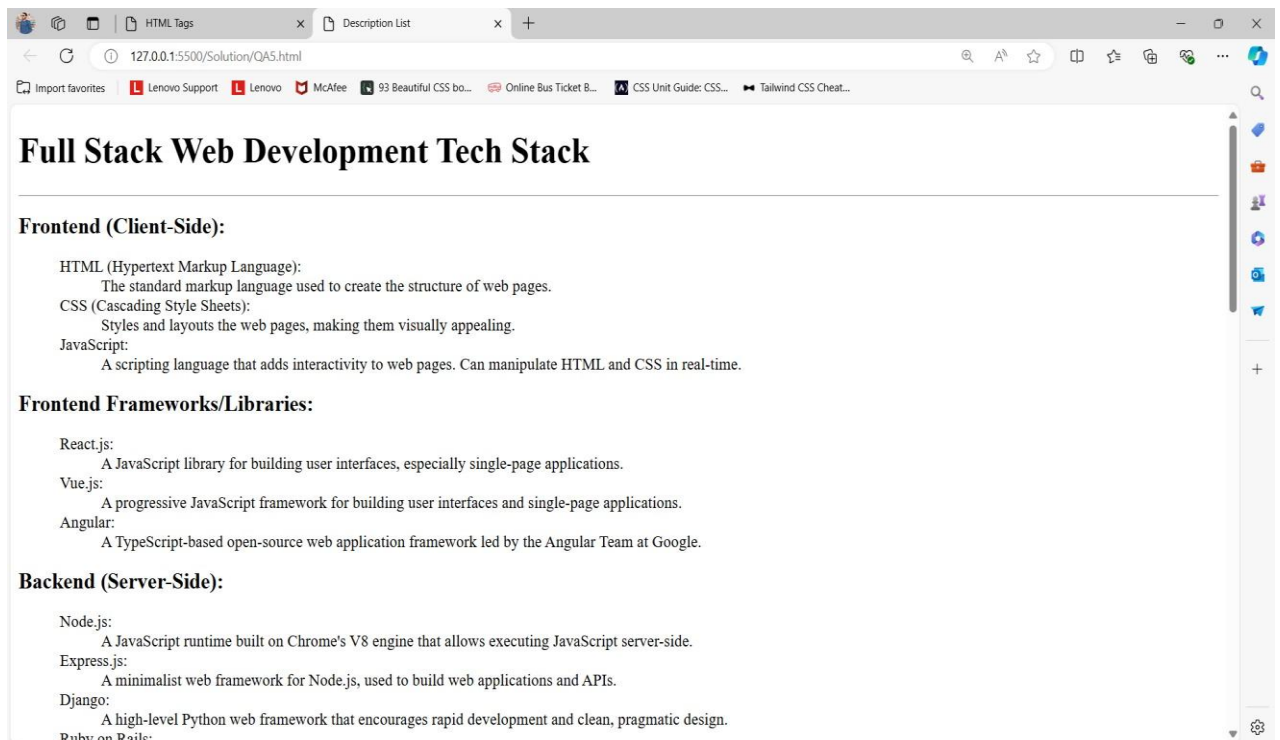 HTML Tags
Description List
127.0.0.1:5500/Solution/QA5.html
Import favorites
Lenovo Support
Lenovo
McAfee
93 Beautiful CSS bo...
Online Bus Ticket B...
CSS Unit Guide: CSS...
Tailwind CSS Cheat...
Full Stack Web Development Tech Stack
Frontend (Client-Side):
HTML (Hypertext Markup Language):
The standard markup language used to create the structure of web pages.
CSS (Cascading Style Sheets):
Styles and layouts the web pages, making them visually appealing.
JavaScript:
A scripting language that adds interactivity to web pages. Can manipulate HTML and CSS in real-time.
Frontend Frameworks/Libraries:
React.js:
A JavaScript library for building user interfaces, especially single-page applications.
Vue.js:
A progressive JavaScript framework for building user interfaces and single-page applications.
Angular:
A TypeScript-based open-source web application framework led by the Angular Team at Google.
Backend (Server-Side):
Node.js:
A JavaScript runtime built on Chrome's V8 engine that allows executing JavaScript server-side.
Express.js:
A minimalist web framework for Node.js, used to build web applications and APIs.
Django:
A high-level Python web framework that encourages rapid development and clean, pragmatic design.
Ruby on Rails: